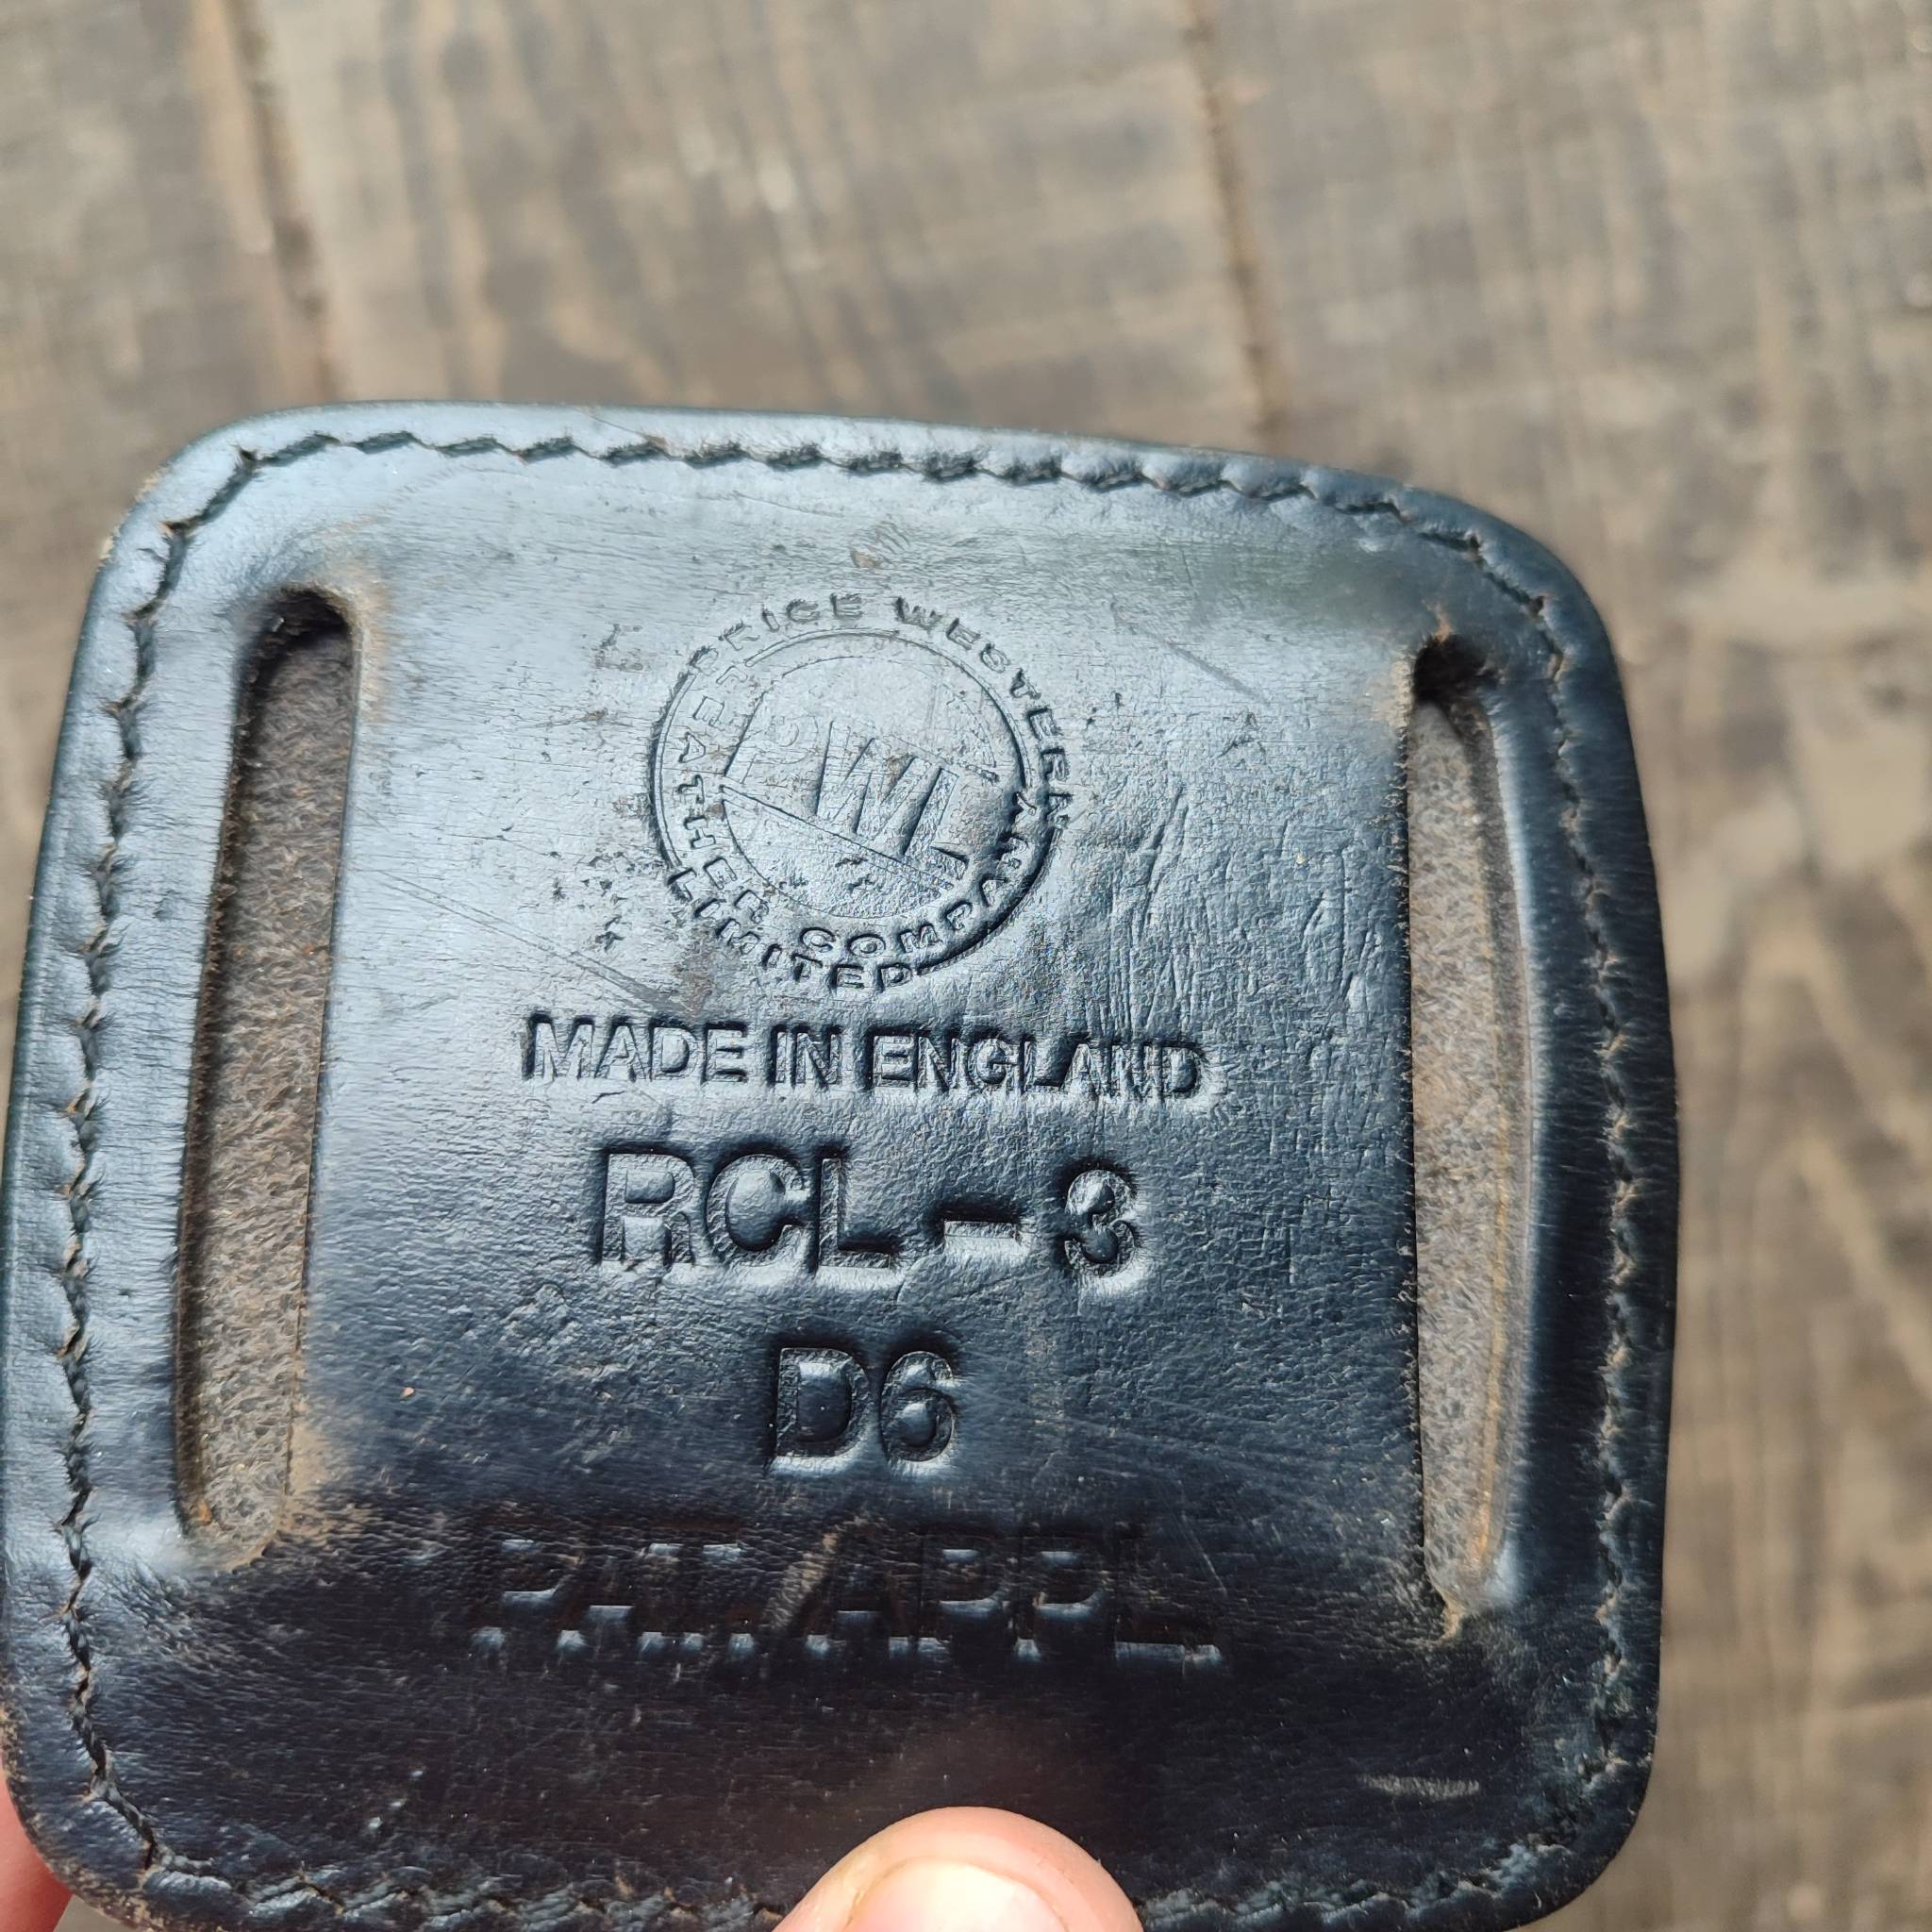 PRICE WESTERN
LEATHER COMPANY
LIMITED
PWL
MADE IN ENGLAND
RCL-3
D6
PAT. APPL.